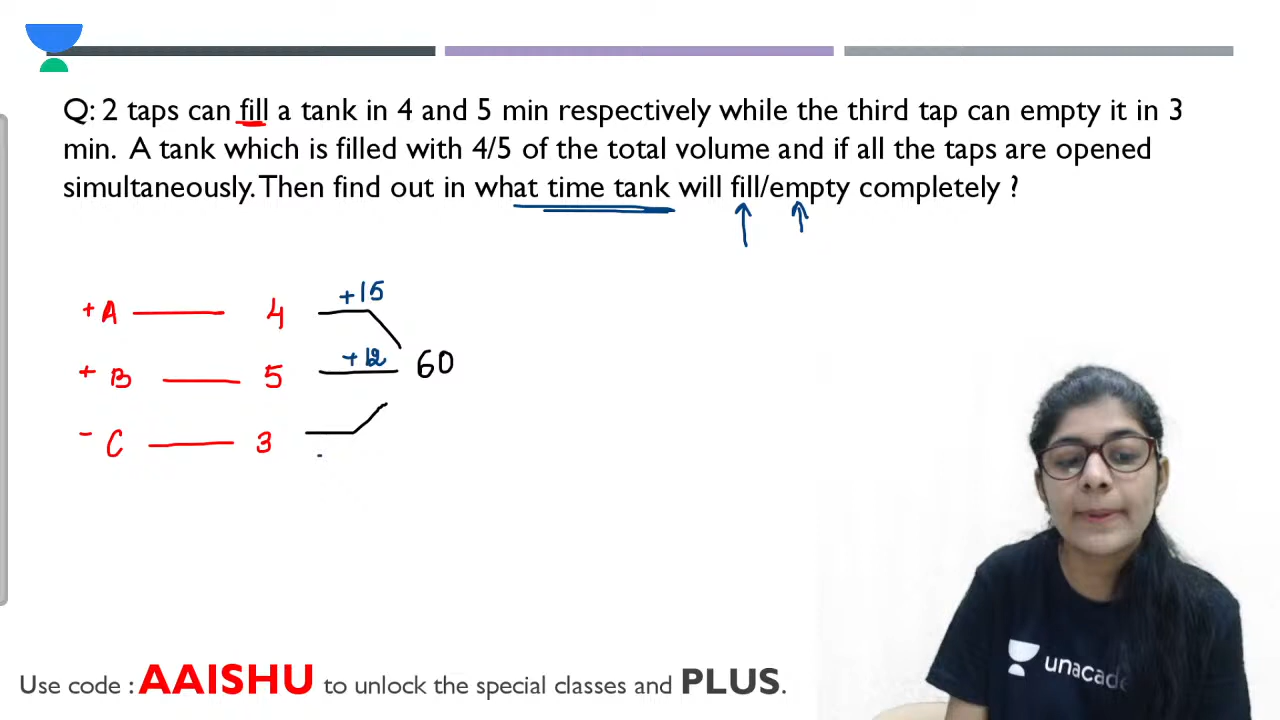 Q: 2 taps can fill a tank in 4 and 5 min respectively while the third tap can empty it in 3
min. A tank which is filled with 4/5 of the total volume and if all the taps are opened
simultaneously. Then find out in what time tank will fill/empty completely ?
+A — 4 +15
+ B — 5 +12 60
- C — 3
unacade
Use code : AAISHU to unlock the special classes and PLUS.